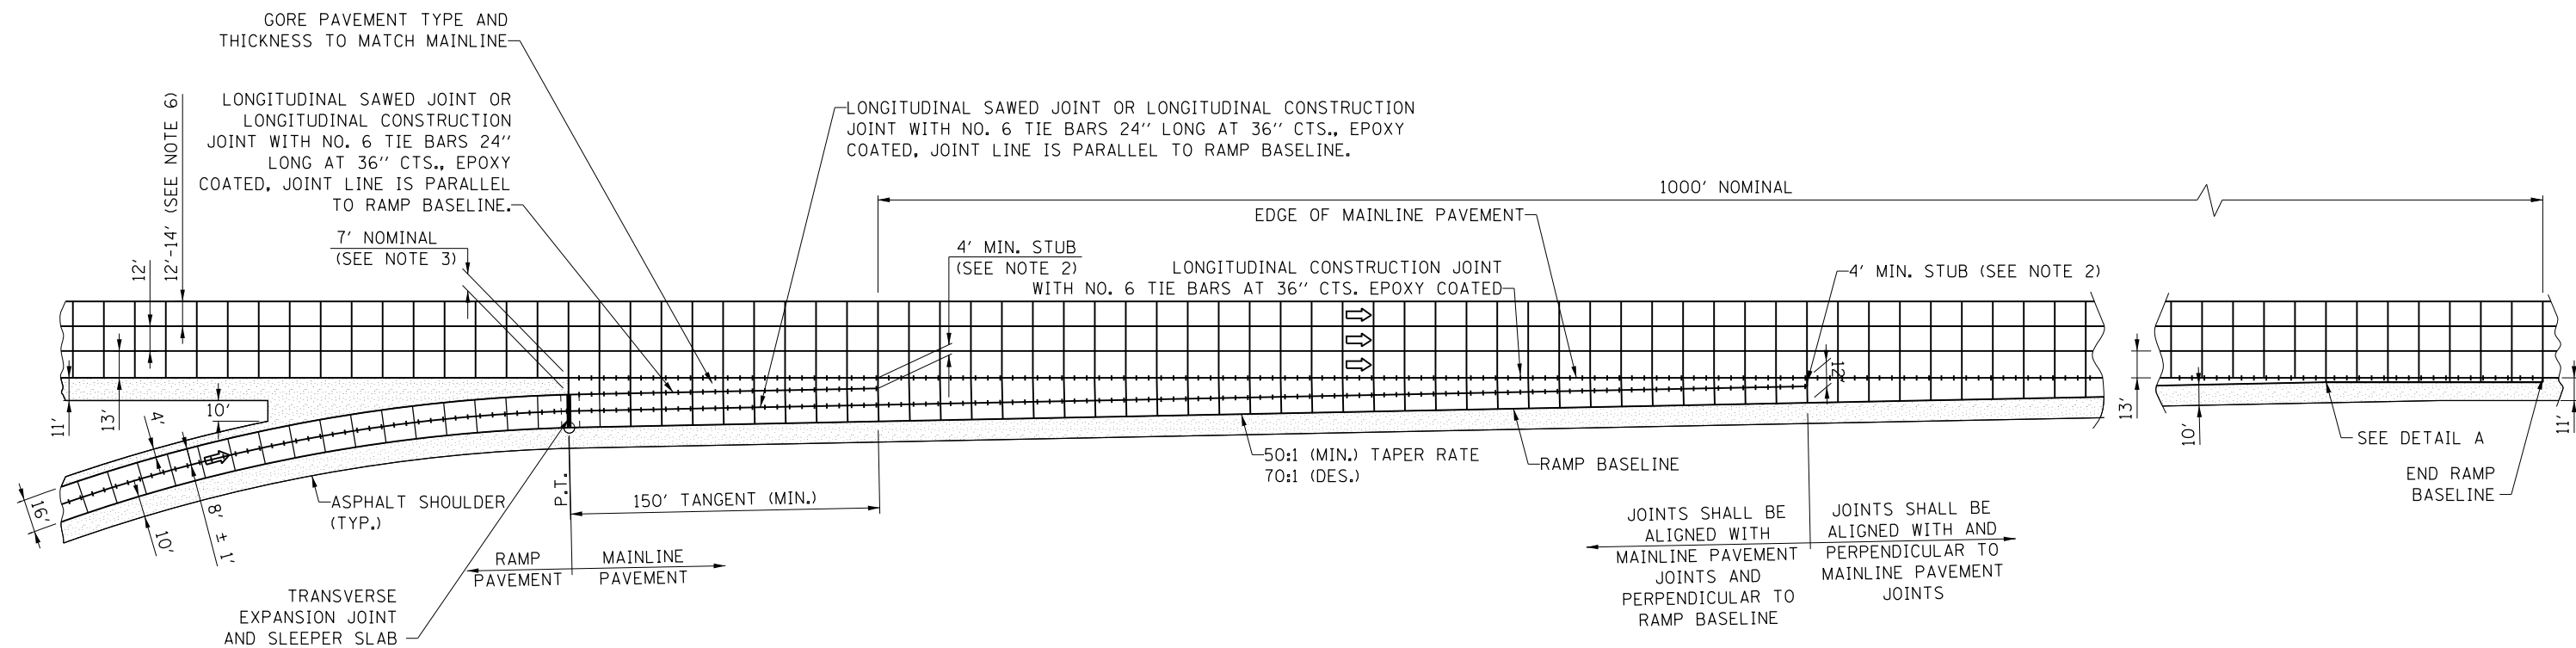 GORE PAVEMENT TYPE AND
THICKNESS TO MATCH MAINLINE
LONGITUDINAL SAWED JOINT OR
LONGITUDINAL CONSTRUCTION
JOINT WITH NO. 6 TIE BARS 24''
LONG AT 36'' CTS., EPOXY
COATED, JOINT LINE IS PARALLEL
TO RAMP BASELINE.
LONGITUDINAL SAWED JOINT OR LONGITUDINAL CONSTRUCTION
JOINT WITH NO. 6 TIE BARS 24'' LONG AT 36'' CTS., EPOXY
COATED, JOINT LINE IS PARALLEL TO RAMP BASELINE.
1000' NOMINAL
EDGE OF MAINLINE PAVEMENT
12'
12'-14' (SEE NOTE 6)
7' NOMINAL
(SEE NOTE 3)
4' MIN. STUB
(SEE NOTE 2)
LONGITUDINAL CONSTRUCTION JOINT
WITH NO. 6 TIE BARS AT 36'' CTS. EPOXY COATED
4' MIN. STUB (SEE NOTE 2)
12'
11'
13'
4'
10'
16'
10'
8' ± 1'
ASPHALT SHOULDER
(TYP.)
P.T.
150' TANGENT (MIN.)
RAMP
PAVEMENT
MAINLINE
PAVEMENT
TRANSVERSE
EXPANSION JOINT
AND SLEEPER SLAB
50:1 (MIN.) TAPER RATE
70:1 (DES.)
RAMP BASELINE
JOINTS SHALL BE
ALIGNED WITH
MAINLINE PAVEMENT
JOINTS AND
PERPENDICULAR TO
RAMP BASELINE
JOINTS SHALL BE
ALIGNED WITH AND
PERPENDICULAR TO
MAINLINE PAVEMENT
JOINTS
13'
10'
11'
SEE DETAIL A
END RAMP
BASELINE